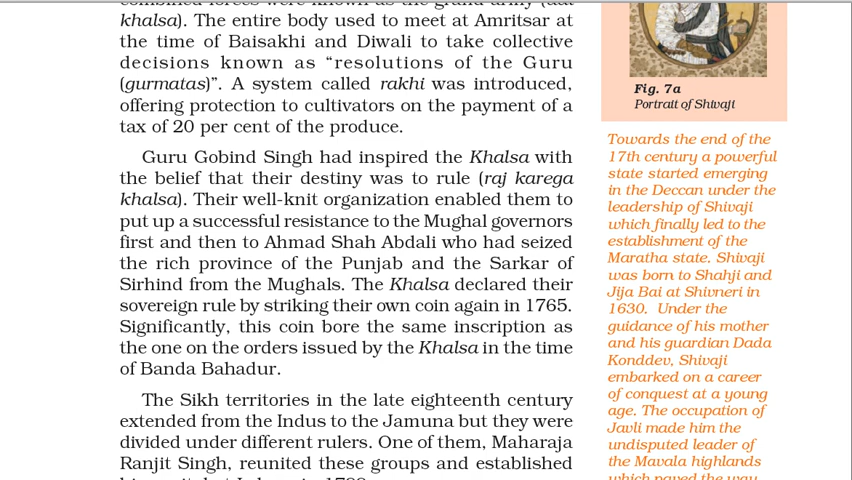 combined forces were known as the grand army (dal
khalsa). The entire body used to meet at Amritsar at
the time of Baisakhi and Diwali to take collective
decisions known as “resolutions of the Guru
(gurmatas)”. A system called rakhi was introduced,
offering protection to cultivators on the payment of a
tax of 20 per cent of the produce.
Guru Gobind Singh had inspired the Khalsa with
the belief that their destiny was to rule (raj karega
khalsa). Their well-knit organization enabled them to
put up a successful resistance to the Mughal governors
first and then to Ahmad Shah Abdali who had seized
the rich province of the Punjab and the Sarkar of
Sirhind from the Mughals. The Khalsa declared their
sovereign rule by striking their own coin again in 1765.
Significantly, this coin bore the same inscription as
the one on the orders issued by the Khalsa in the time
of Banda Bahadur.
The Sikh territories in the late eighteenth century
extended from the Indus to the Jamuna but they were
divided under different rulers. One of them, Maharaja
Ranjit Singh, reunited these groups and established
Fig. 7a
Portrait of Shivaji
Towards the end of the
17th century a powerful
state started emerging
in the Deccan under the
leadership of Shivaji
which finally led to the
establishment of the
Maratha state. Shivaji
was born to Shahji and
Jija Bai at Shivneri in
1630. Under the
guidance of his mother
and his guardian Dada
Konddev, Shivaji
embarked on a career
of conquest at a young
age. The occupation of
Javli made him the
undisputed leader of
the Mavala highlands
which paved the way